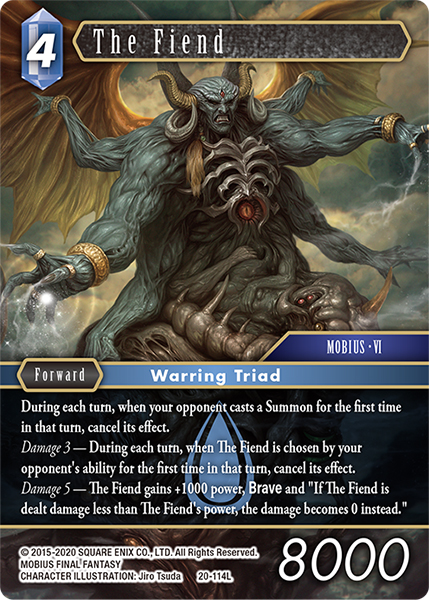 4
The Fiend
MOBIUS · VI
Forward
Warring Triad
During each turn, when your opponent casts a Summon for the first time
in that turn, cancel its effect.
Damage 3 — During each turn, when The Fiend is chosen by your
opponent's ability for the first time in that turn, cancel its effect.
Damage 5 — The Fiend gains +1000 power, Brave and "If The Fiend is
dealt damage less than The Fiend's power, the damage becomes 0 instead."
© 2015-2020 SQUARE ENIX CO., LTD. All Rights Reserved.
MOBIUS FINAL FANTASY
CHARACTER ILLUSTRATION: Jiro Tsuda
20-114L
8000